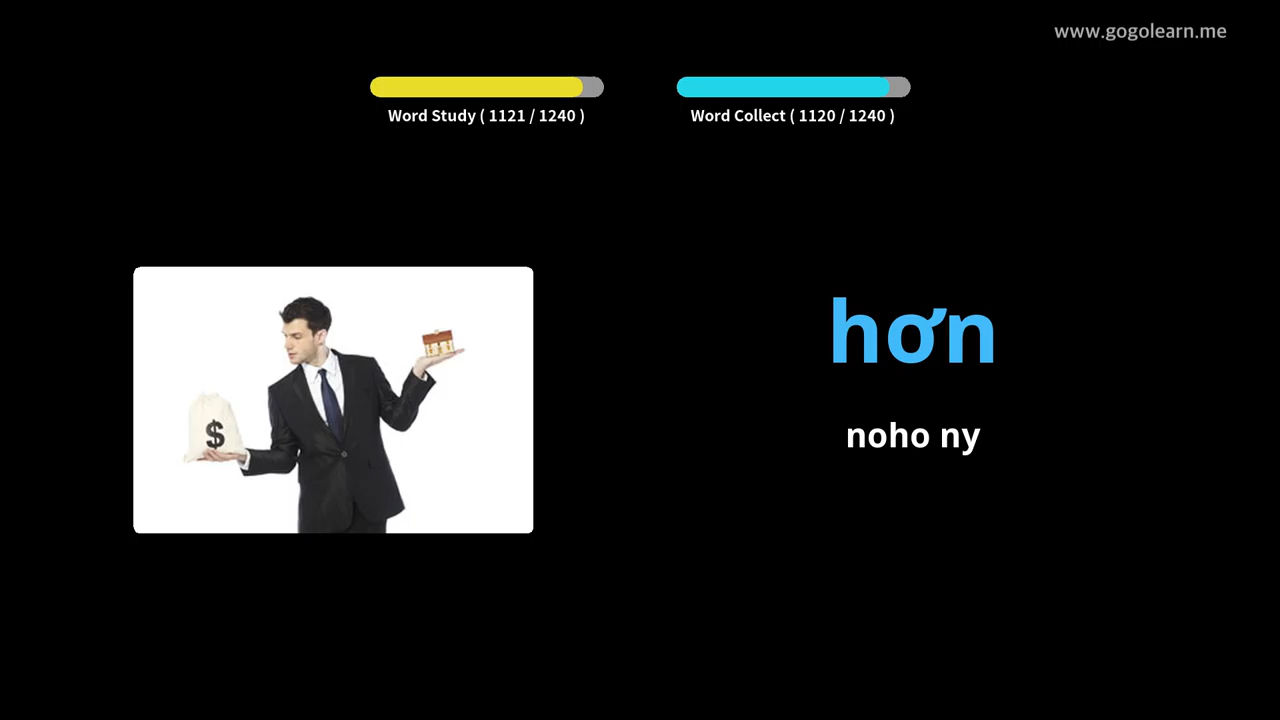 www.gogolearn.me
Word Study ( 1121 / 1240 )
Word Collect ( 1120 / 1240 )
$
hơn
noho ny